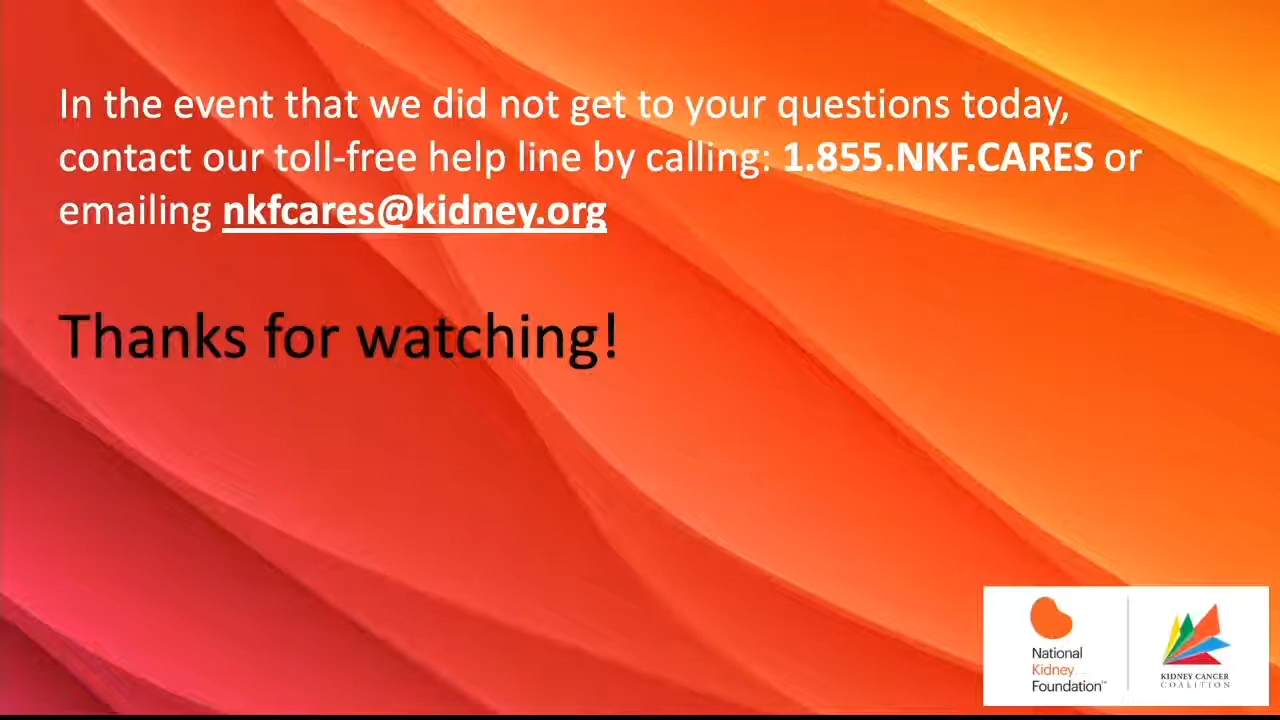 In the event that we did not get to your questions today,
contact our toll-free help line by calling: 1.855.NKF.CARES or
emailing nkfcares@kidney.org
Thanks for watching!
National
Kidney
Foundation™
KIDNEY CANCER
COALITION